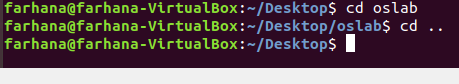 farhana@farhana-VirtualBox:~/Desktop$ cd oslab
farhana@farhana-VirtualBox:~/Desktop/oslab$ cd ..
farhana@farhana-VirtualBox:~/Desktop$